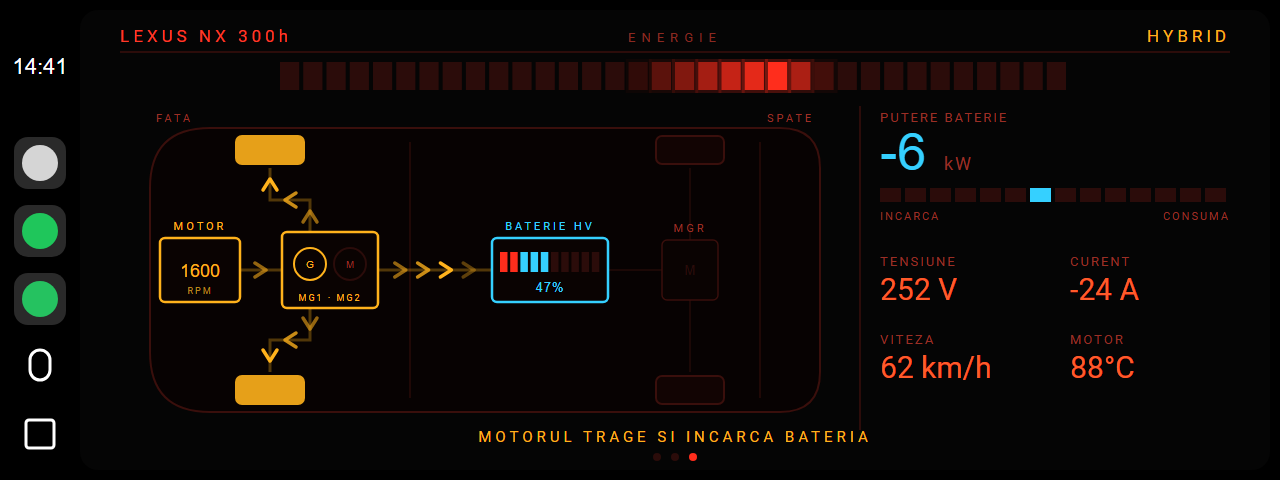 LEXUS NX 300h
ENERGIE
HYBRID
14:41
FATA
SPATE
MOTOR
1600
RPM
G
M
MG1 · MG2
BATERIE HV
47%
MGR
M
PUTERE BATERIE
-6 kW
INCARCA
CONSUMA
TENSIUNE
252 V
CURENT
-24 A
VITEZA
62 km/h
MOTOR
88°C
MOTORUL TRAGE SI INCARCA BATERIA